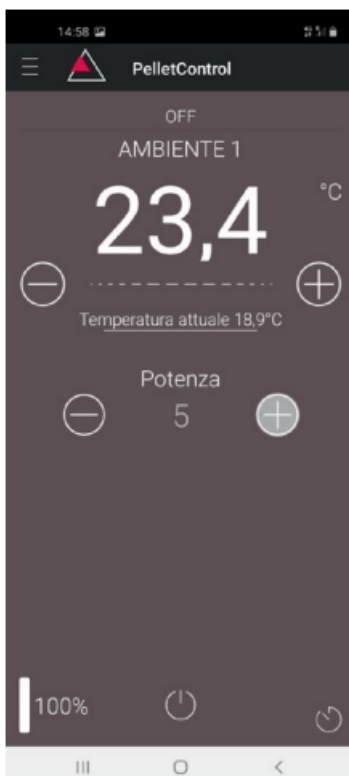 14:58
PelletControl
OFF
AMBIENTE 1
23,4 °C
Temperatura attuale 18,9°C
Potenza
5
100%